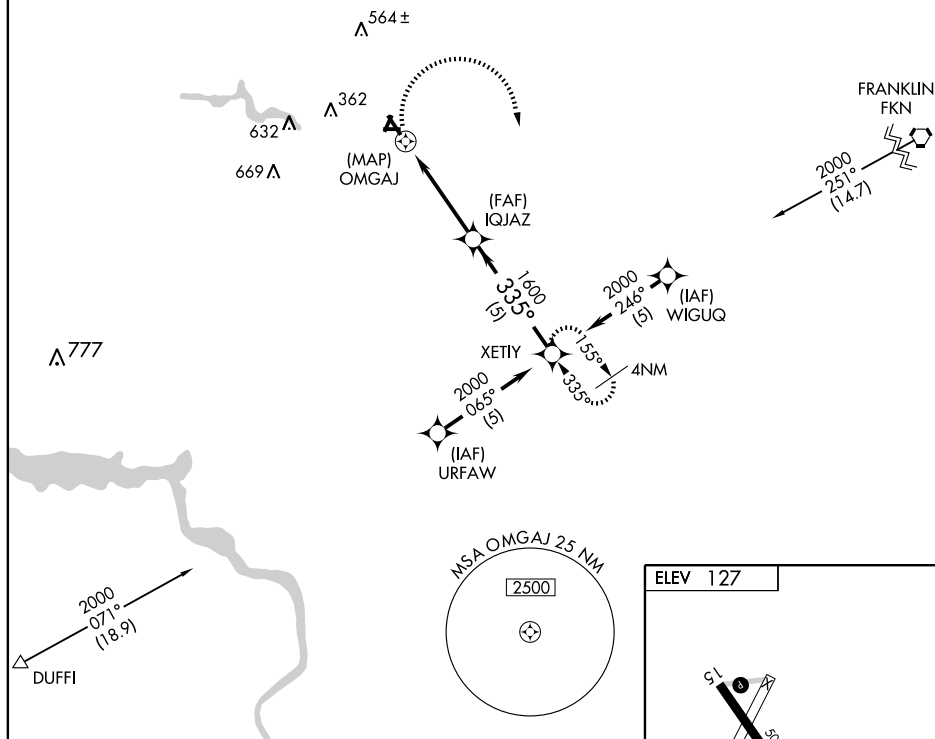 564 ±
362
632
669
(MAP)
OMGAJ
FRANKLIN
FKN
2000
251°
(14.7)
(FAF)
IQJAZ
1600
335°
(5)
2000
246°
(5)
(IAF)
WIGUQ
XETIY
155°
335°
4NM
777
2000
065°
(5)
(IAF)
URFAW
MSA OMGAJ 25 NM
2500
ELEV 127
2000
071°
(18.9)
DUFFI
15
P
X
50